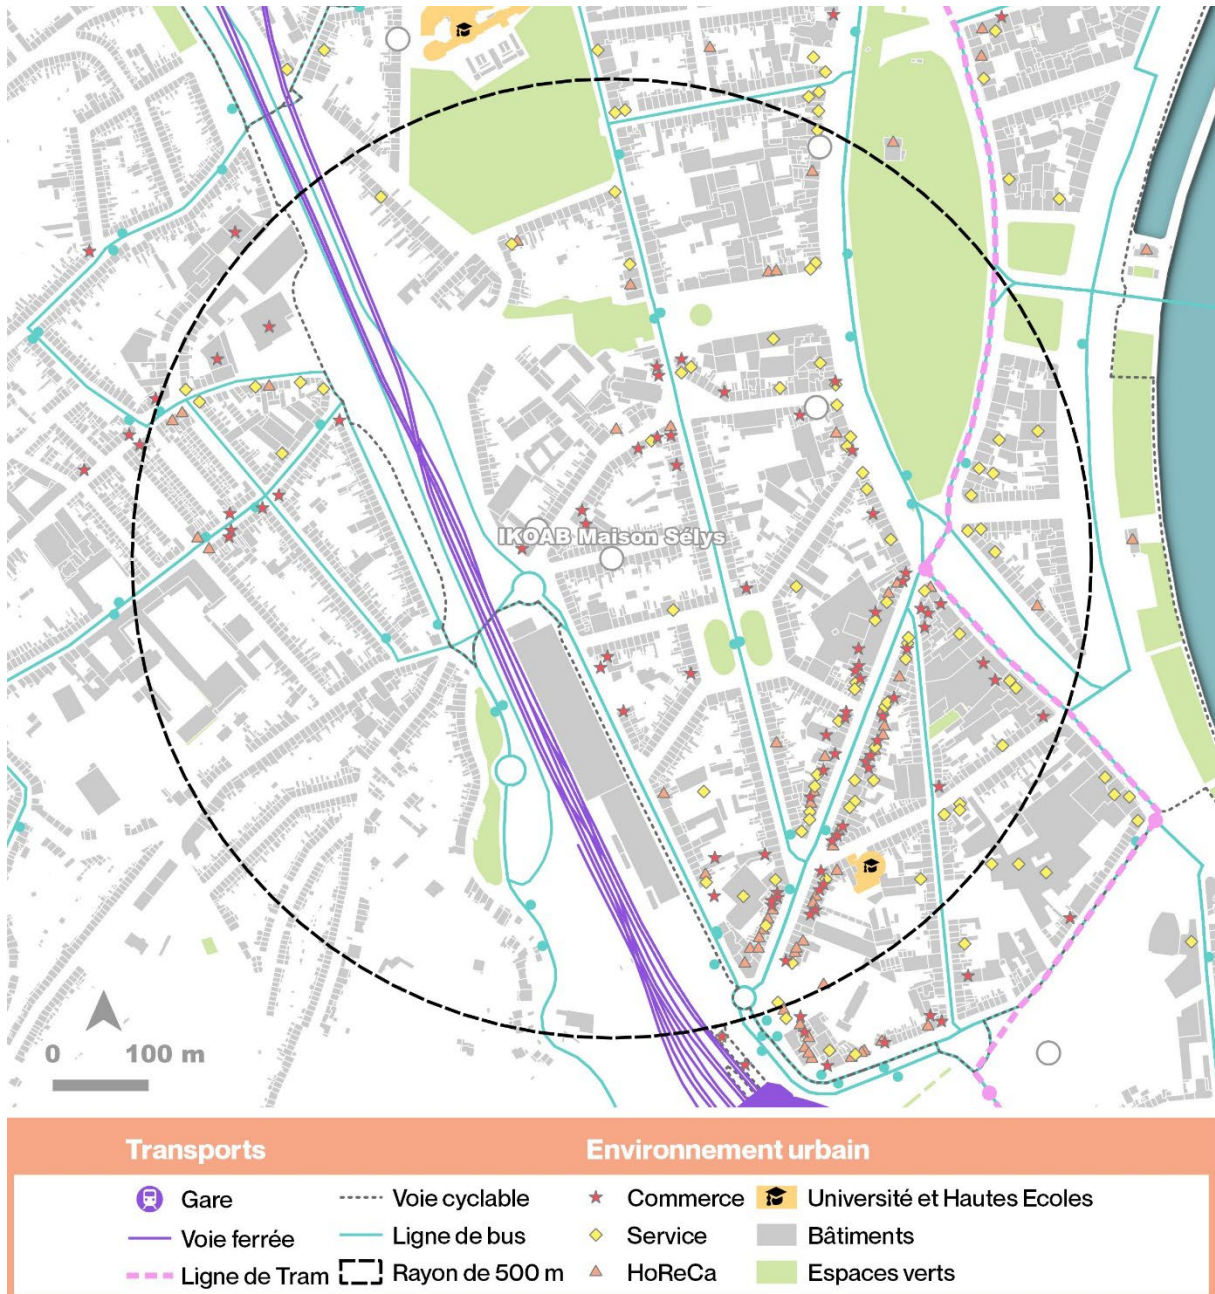 IKOAB Maison Sélys
0 100 m
Transports Environnement urbain
Gare Voie cyclable Commerce Université et Hautes Ecoles
Voie ferrée Ligne de bus Service Bâtiments
Ligne de Tram Rayon de 500 m HoReCa Espaces verts